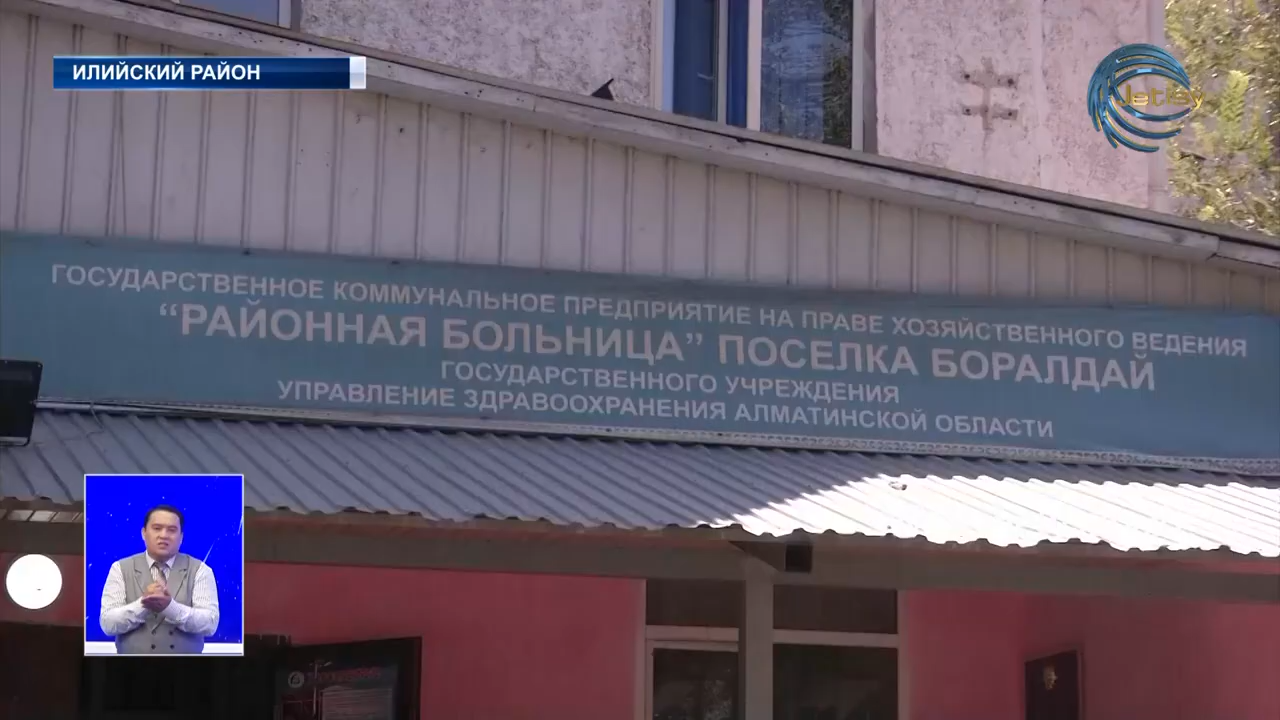 ИЛИЙСКИЙ РАЙОН
Jetisy
ГОСУДАРСТВЕННОЕ КОММУНАЛЬНОЕ ПРЕДПРИЯТИЕ НА ПРАВЕ ХОЗЯЙСТВЕННОГО ВЕДЕНИЯ
“РАЙОННАЯ БОЛЬНИЦА” ПОСЕЛКА БОРАЛДАЙ
ГОСУДАРСТВЕННОГО УЧРЕЖДЕНИЯ
УПРАВЛЕНИЕ ЗДРАВООХРАНЕНИЯ АЛМАТИНСКОЙ ОБЛАСТИ